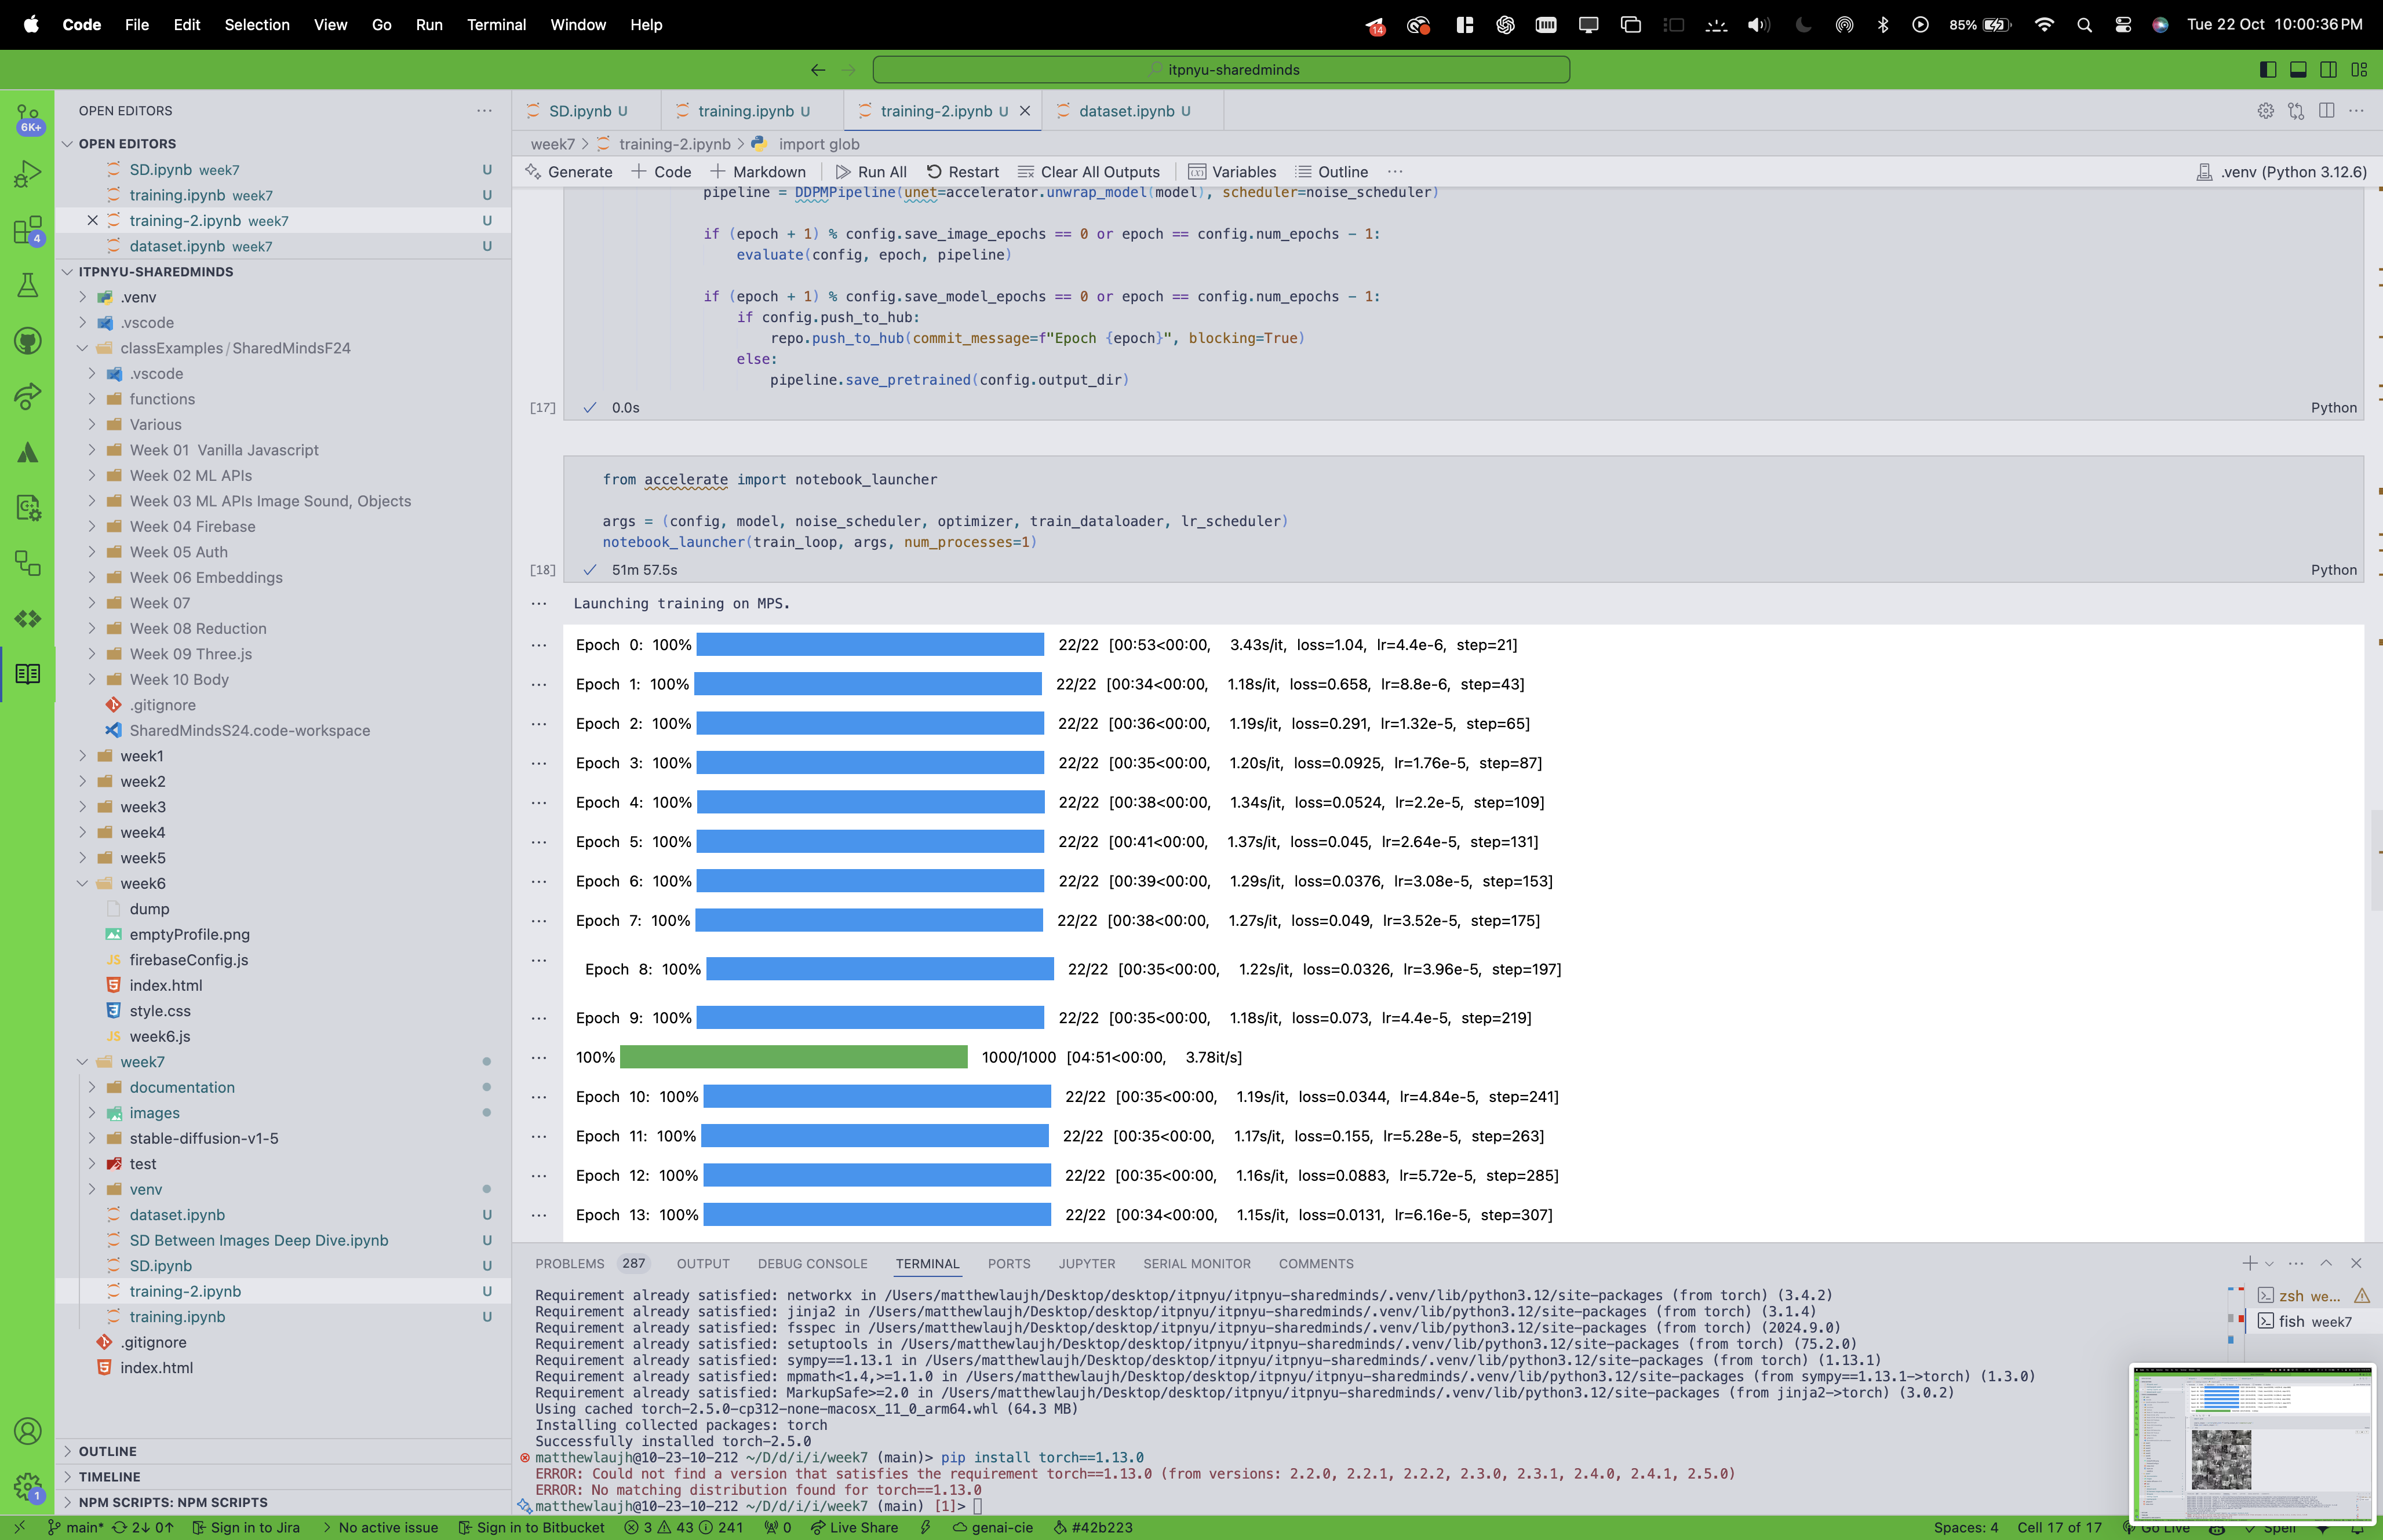 Code File Edit Selection View Go Run Terminal Window Help 14 85% Tue 22 Oct 10:00:36 PM
itpnyu-sharedminds
6K+
4
1
OPEN EDITORS
OPEN EDITORS
SD.ipynb week7 U
training.ipynb week7 U
training-2.ipynb week7 U
dataset.ipynb week7 U
ITPNYU-SHAREDMINDS
.venv
.vscode
classExamples/SharedMindsF24
.vscode
functions
Various
Week 01 Vanilla Javascript
Week 02 ML APIs
Week 03 ML APIs Image Sound, Objects
Week 04 Firebase
Week 05 Auth
Week 06 Embeddings
Week 07
Week 08 Reduction
Week 09 Three.js
Week 10 Body
.gitignore
SharedMindsS24.code-workspace
week1
week2
week3
week4
week5
week6
dump
emptyProfile.png
firebaseConfig.js
index.html
style.css
week6.js
week7
documentation
images
stable-diffusion-v1-5
test
venv
dataset.ipynb U
SD Between Images Deep Dive.ipynb U
SD.ipynb U
training-2.ipynb U
training.ipynb U
.gitignore
index.html
OUTLINE
TIMELINE
NPM SCRIPTS: NPM SCRIPTS
SD.ipynb U training.ipynb U training-2.ipynb U dataset.ipynb U
week7 > training-2.ipynb > import glob
Generate Code Markdown Run All Restart Clear All Outputs Variables Outline .venv (Python 3.12.6)
pipeline = DDPMPipeline(unet=accelerator.unwrap_model(model), scheduler=noise_scheduler)
if (epoch + 1) % config.save_image_epochs == 0 or epoch == config.num_epochs - 1:
evaluate(config, epoch, pipeline)
if (epoch + 1) % config.save_model_epochs == 0 or epoch == config.num_epochs - 1:
if config.push_to_hub:
repo.push_to_hub(commit_message=f"Epoch {epoch}", blocking=True)
else:
pipeline.save_pretrained(config.output_dir)
[17] 0.0s Python
from accelerate import notebook_launcher
args = (config, model, noise_scheduler, optimizer, train_dataloader, lr_scheduler)
notebook_launcher(train_loop, args, num_processes=1)
[18] 51m 57.5s Python
Launching training on MPS.
Epoch 0: 100% 22/22 [00:53<00:00, 3.43s/it, loss=1.04, lr=4.4e-6, step=21]
Epoch 1: 100% 22/22 [00:34<00:00, 1.18s/it, loss=0.658, lr=8.8e-6, step=43]
Epoch 2: 100% 22/22 [00:36<00:00, 1.19s/it, loss=0.291, lr=1.32e-5, step=65]
Epoch 3: 100% 22/22 [00:35<00:00, 1.20s/it, loss=0.0925, lr=1.76e-5, step=87]
Epoch 4: 100% 22/22 [00:38<00:00, 1.34s/it, loss=0.0524, lr=2.2e-5, step=109]
Epoch 5: 100% 22/22 [00:41<00:00, 1.37s/it, loss=0.045, lr=2.64e-5, step=131]
Epoch 6: 100% 22/22 [00:39<00:00, 1.29s/it, loss=0.0376, lr=3.08e-5, step=153]
Epoch 7: 100% 22/22 [00:38<00:00, 1.27s/it, loss=0.049, lr=3.52e-5, step=175]
Epoch 8: 100% 22/22 [00:35<00:00, 1.22s/it, loss=0.0326, lr=3.96e-5, step=197]
Epoch 9: 100% 22/22 [00:35<00:00, 1.18s/it, loss=0.073, lr=4.4e-5, step=219]
100% 1000/1000 [04:51<00:00, 3.78it/s]
Epoch 10: 100% 22/22 [00:35<00:00, 1.19s/it, loss=0.0344, lr=4.84e-5, step=241]
Epoch 11: 100% 22/22 [00:35<00:00, 1.17s/it, loss=0.155, lr=5.28e-5, step=263]
Epoch 12: 100% 22/22 [00:35<00:00, 1.16s/it, loss=0.0883, lr=5.72e-5, step=285]
Epoch 13: 100% 22/22 [00:34<00:00, 1.15s/it, loss=0.0131, lr=6.16e-5, step=307]
PROBLEMS 287 OUTPUT DEBUG CONSOLE TERMINAL PORTS JUPYTER SERIAL MONITOR COMMENTS
Requirement already satisfied: networkx in /Users/matthewlaujh/Desktop/desktop/itpnyu/itpnyu-sharedminds/.venv/lib/python3.12/site-packages (from torch) (3.4.2)
Requirement already satisfied: jinja2 in /Users/matthewlaujh/Desktop/desktop/itpnyu/itpnyu-sharedminds/.venv/lib/python3.12/site-packages (from torch) (3.1.4)
Requirement already satisfied: fsspec in /Users/matthewlaujh/Desktop/desktop/itpnyu/itpnyu-sharedminds/.venv/lib/python3.12/site-packages (from torch) (2024.9.0)
Requirement already satisfied: setuptools in /Users/matthewlaujh/Desktop/desktop/itpnyu/itpnyu-sharedminds/.venv/lib/python3.12/site-packages (from torch) (75.2.0)
Requirement already satisfied: sympy==1.13.1 in /Users/matthewlaujh/Desktop/desktop/itpnyu/itpnyu-sharedminds/.venv/lib/python3.12/site-packages (from torch) (1.13.1)
Requirement already satisfied: mpmath<1.4,>=1.1.0 in /Users/matthewlaujh/Desktop/desktop/itpnyu/itpnyu-sharedminds/.venv/lib/python3.12/site-packages (from sympy==1.13.1->torch) (1.3.0)
Requirement already satisfied: MarkupSafe>=2.0 in /Users/matthewlaujh/Desktop/desktop/itpnyu/itpnyu-sharedminds/.venv/lib/python3.12/site-packages (from jinja2->torch) (3.0.2)
Using cached torch-2.5.0-cp312-none-macosx_11_0_arm64.whl (64.3 MB)
Installing collected packages: torch
Successfully installed torch-2.5.0
matthewlaujh@10-23-10-212 ~/D/d/i/i/week7 (main)> pip install torch==1.13.0
ERROR: Could not find a version that satisfies the requirement torch==1.13.0 (from versions: 2.2.0, 2.2.1, 2.2.2, 2.3.0, 2.3.1, 2.4.0, 2.4.1, 2.5.0)
ERROR: No matching distribution found for torch==1.13.0
matthewlaujh@10-23-10-212 ~/D/d/i/i/week7 (main) [1]>
zsh we...
fish week7
main* 2↓ 0↑ Sign in to Jira No active issue Sign in to Bitbucket 3 43 241 0 Live Share genai-cie #42b223 Spaces: 4 Cell 17 of 17 Go Live Spell